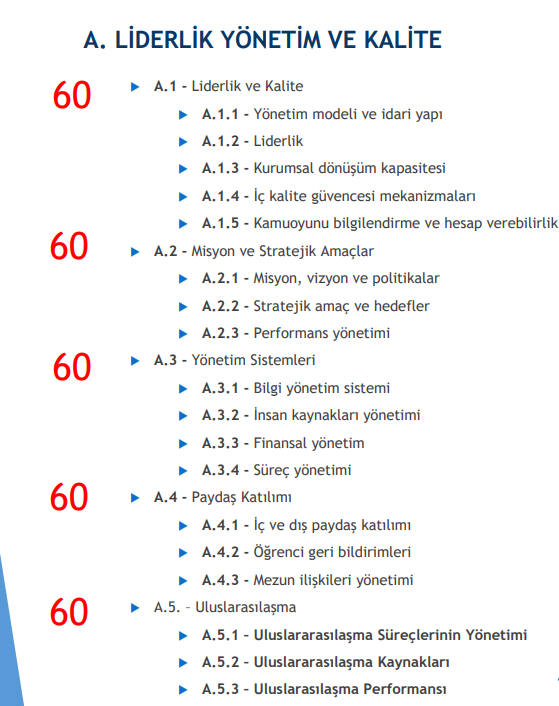 A. LİDERLİK YÖNETİM VE KALİTE
60
A.1 - Liderlik ve Kalite
A.1.1 - Yönetim modeli ve idari yapı
A.1.2 - Liderlik
A.1.3 - Kurumsal dönüşüm kapasitesi
A.1.4 - İç kalite güvencesi mekanizmaları
A.1.5 - Kamuoyunu bilgilendirme ve hesap verebilirlik
60
A.2 - Misyon ve Stratejik Amaçlar
A.2.1 - Misyon, vizyon ve politikalar
A.2.2 - Stratejik amaç ve hedefler
A.2.3 - Performans yönetimi
60
A.3 - Yönetim Sistemleri
A.3.1 - Bilgi yönetim sistemi
A.3.2 - İnsan kaynakları yönetimi
A.3.3 - Finansal yönetim
A.3.4 - Süreç yönetimi
60
A.4 - Paydaş Katılımı
A.4.1 - İç ve dış paydaş katılımı
A.4.2 - Öğrenci geri bildirimleri
A.4.3 - Mezun ilişkileri yönetimi
60
A.5. – Uluslarasılaşma
A.5.1 – Uluslararasılaşma Süreçlerinin Yönetimi
A.5.2 – Uluslarasılaşma Kaynakları
A.5.3 – Uluslarasılaşma Performansı